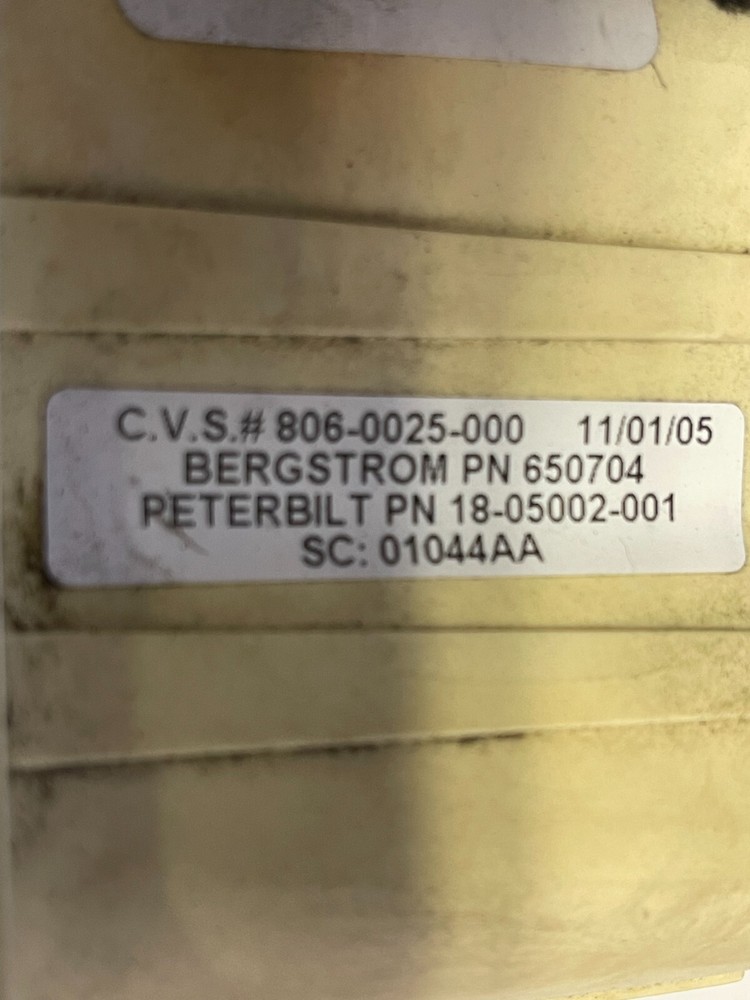 C.V.S.# 806-0025-000 11/01/05
BERGSTROM PN 650704
PETERBILT PN 18-05002-001
SC: 01044AA